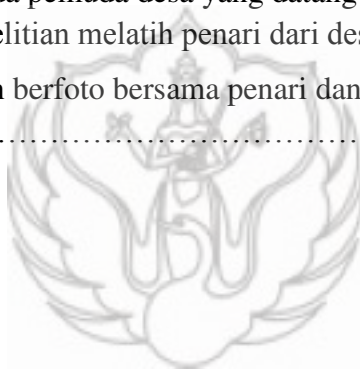 pemuda desa yang datang
elitian melatih penari dari des
berfoto bersama penari dan
................................................